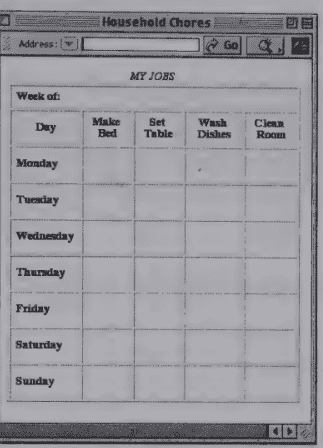 Household Chores
Address:
Go
MY JOBS
Week of:
Day Make Bed Set Table Wash Dishes Clean Room
Monday
Tuesday
Wednesday
Thursday
Friday
Saturday
Sunday